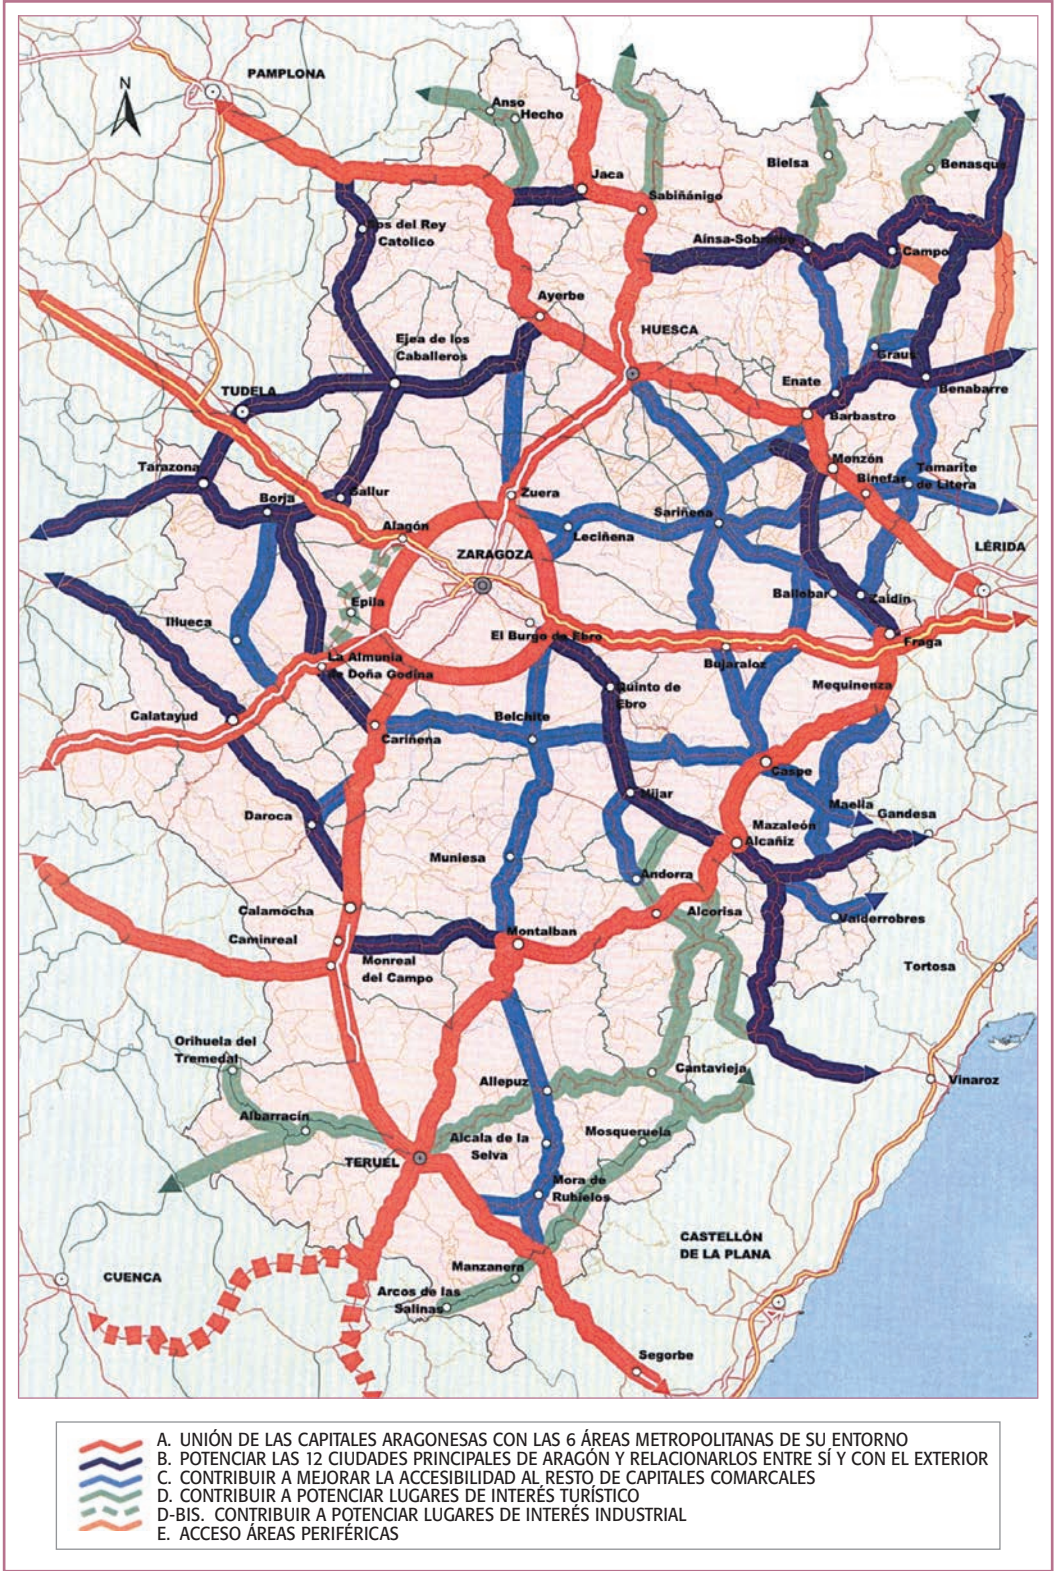 PAMPLONA
N
Anso
Hecho
Jaca
Sabiñánigo
Bielsa
Benasque
Sos del Rey
Catolico
Aínsa-Sobrarbe
Campo
Ayerbe
HUESCA
Ejea de los
Caballeros
Graus
Enate
Benabarre
TUDELA
Barbastro
Tarazona
Monzón
Binefar
Tamarite
de Litera
Borja
Gallur
Zuera
Sariñena
Leciñena
Alagón
ZARAGOZA
LÉRIDA
Epila
Ballobar
Zaidin
Illueca
El Burgo de Ebro
Fraga
La Almunia
de Doña Godina
Bujaraloz
Mequinenza
Quinto de
Ebro
Calatayud
Belchite
Cariñena
Caspe
Hijar
Maella
Gandesa
Daroca
Mazaleón
Alcañiz
Muniesa
Andorra
Calamocha
Alcorisa
Valderrobres
Caminreal
Montalban
Monreal
del Campo
Tortosa
Orihuela del
Tremedal
Allepuz
Cantavieja
Vinaroz
Albarracín
Alcala de la
Selva
Mosqueruela
TERUEL
Mora de
Rubielos
CASTELLÓN
DE LA PLANA
CUENCA
Manzanera
Arcos de las
Salinas
Segorbe
A. UNIÓN DE LAS CAPITALES ARAGONESAS CON LAS 6 ÁREAS METROPOLITANAS DE SU ENTORNO
B. POTENCIAR LAS 12 CIUDADES PRINCIPALES DE ARAGÓN Y RELACIONARLOS ENTRE SÍ Y CON EL EXTERIOR
C. CONTRIBUIR A MEJORAR LA ACCESIBILIDAD AL RESTO DE CAPITALES COMARCALES
D. CONTRIBUIR A POTENCIAR LUGARES DE INTERÉS TURÍSTICO
D-BIS. CONTRIBUIR A POTENCIAR LUGARES DE INTERÉS INDUSTRIAL
E. ACCESO ÁREAS PERIFÉRICAS